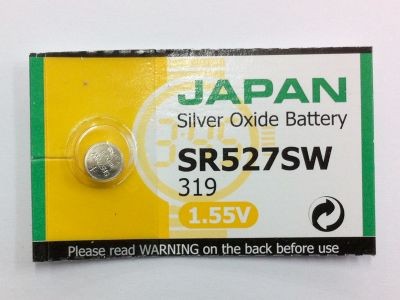 JAPAN
Silver Oxide Battery
SR527SW
319
1.55V
Please read WARNING on the back before use